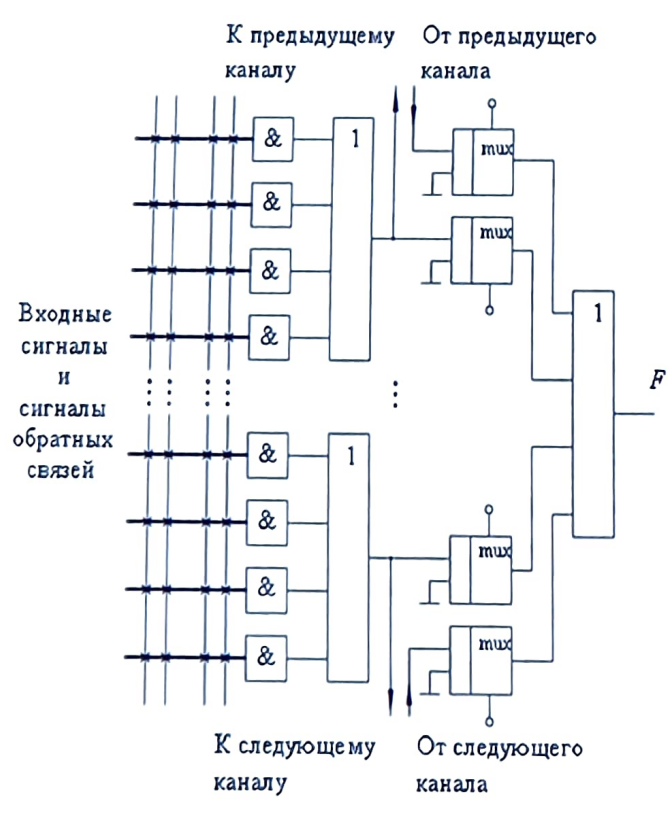 К предыдущему
каналу
От предыдущего
канала
&
1
mux
&
mux
&
&
1
Входные
сигналы
и
сигналы
обратных
связей
F
&
1
&
mux
&
&
mux
К следующему
каналу
От следующего
канала